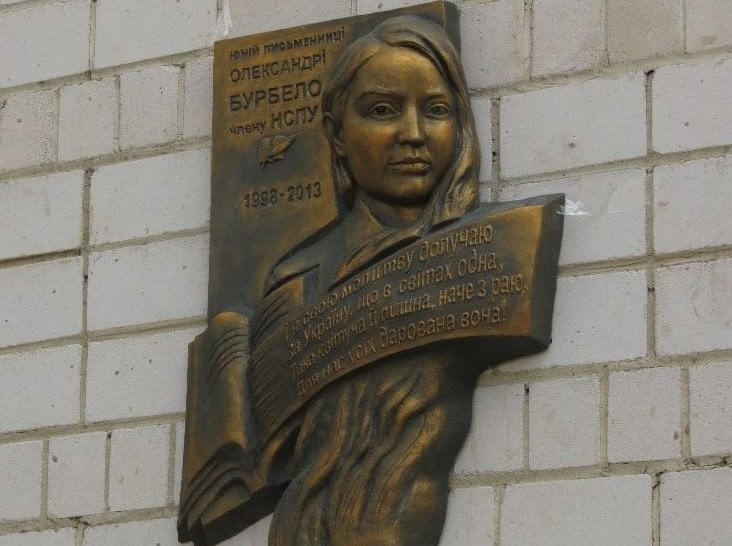 юній письменниці
ОЛЕКСАНДРІ
БУРБЕЛО
члену НСПУ
1998-2013
І я свою молитву долучаю
за Україну, що в світах одна,
Така квітуча й пишна, наче з раю,
Для нас усіх дарована вона!